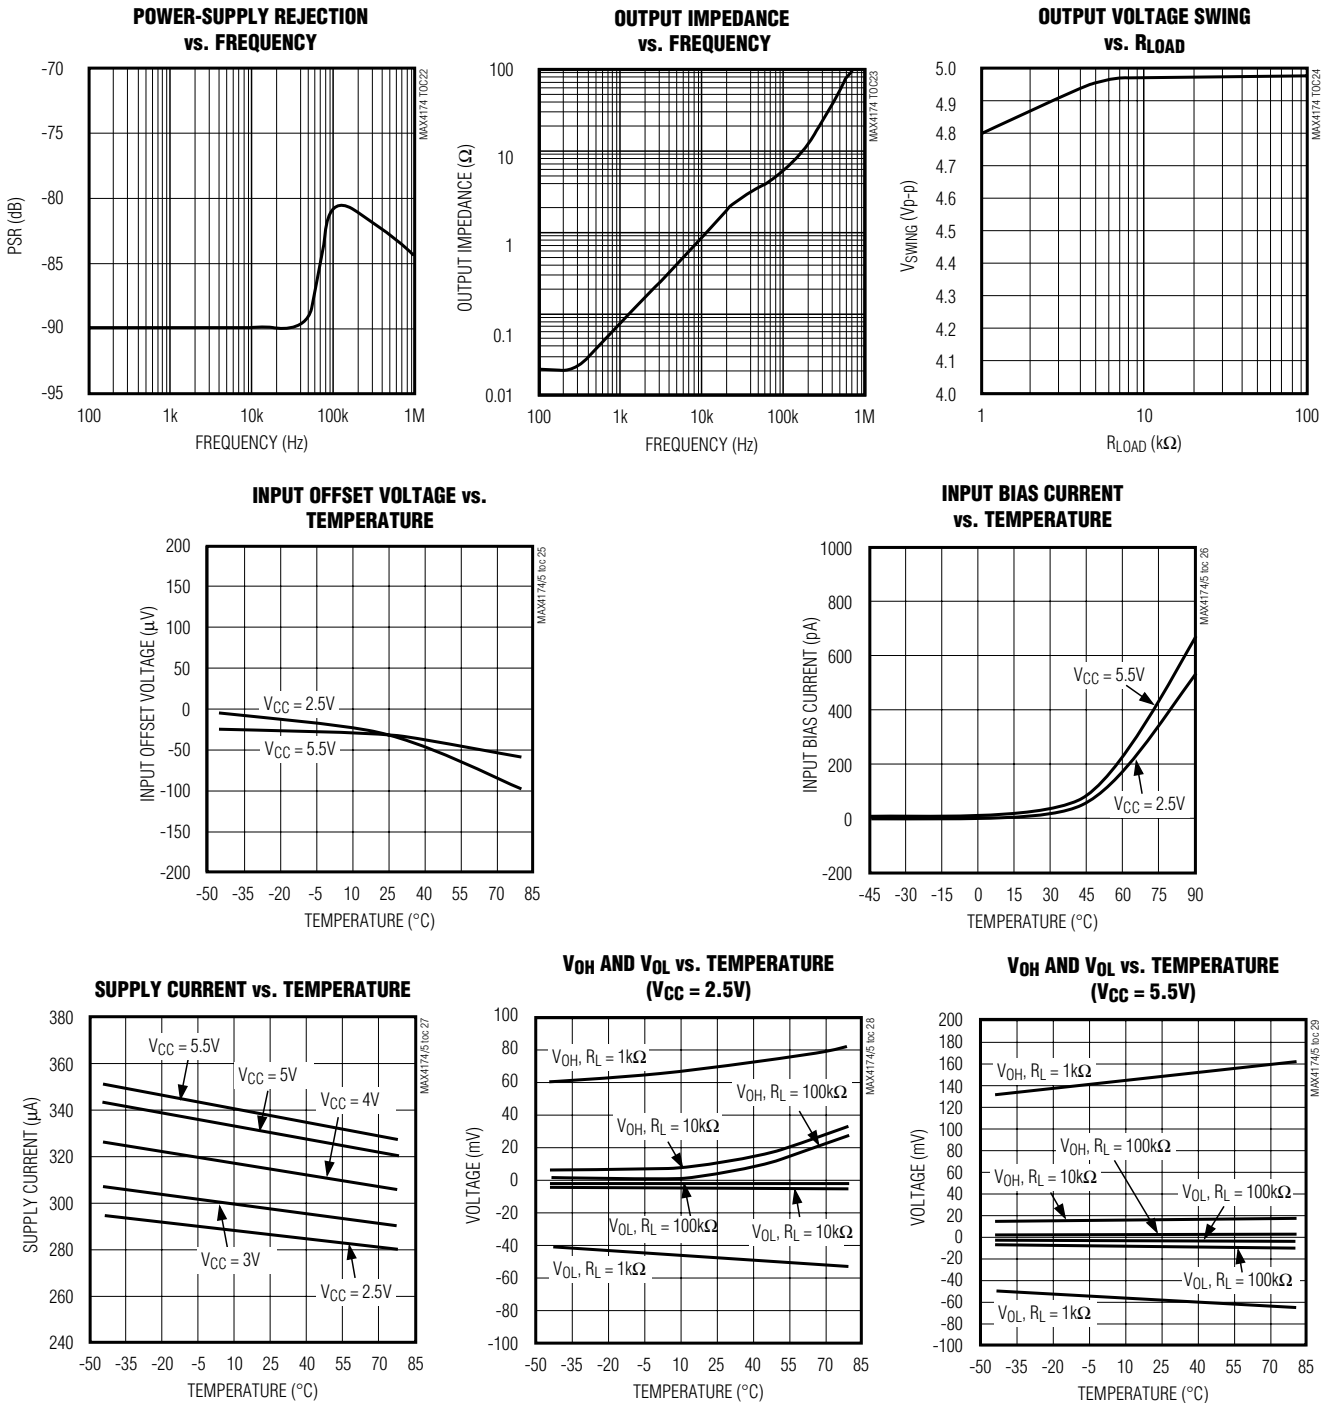 POWER-SUPPLY REJECTION
vs. FREQUENCY
-70
-75
-80
-85
-90
-95
PSR (dB)
100
1k
10k
100k
1M
FREQUENCY (Hz)
MAX4174 TOC22
OUTPUT IMPEDANCE
vs. FREQUENCY
100
10
1
0.1
0.01
OUTPUT IMPEDANCE (Ω)
100
1k
10k
100k
1M
FREQUENCY (Hz)
MAX4174 TOC23
OUTPUT VOLTAGE SWING
vs. RLOAD
5.0
4.9
4.8
4.7
4.6
4.5
4.4
4.3
4.2
4.1
4.0
VSWING (Vp-p)
1
10
100
RLOAD (kΩ)
MAX4174 TOC24
INPUT OFFSET VOLTAGE vs.
TEMPERATURE
200
150
100
50
0
-50
-100
-150
-200
INPUT OFFSET VOLTAGE (µV)
VCC = 2.5V
VCC = 5.5V
-50
-35
-20
-5
10
25
40
55
70
85
TEMPERATURE (°C)
MAX4174/5 toc 25
INPUT BIAS CURRENT
vs. TEMPERATURE
1000
800
600
400
200
0
-200
INPUT BIAS CURRENT (pA)
VCC = 5.5V
VCC = 2.5V
-45
-30
-15
0
15
30
45
60
75
90
TEMPERATURE (°C)
MAX4174/5 toc 26
SUPPLY CURRENT vs. TEMPERATURE
380
360
340
320
300
280
260
240
SUPPLY CURRENT (µA)
VCC = 5.5V
VCC = 5V
VCC = 4V
VCC = 3V
VCC = 2.5V
-50
-35
-5
10
25
55
70
85
TEMPERATURE (°C)
MAX4174/5 toc 27
VOH AND VOL vs. TEMPERATURE
(VCC = 2.5V)
100
80
60
40
20
0
-20
-40
-60
-80
-100
VOLTAGE (mV)
VOH, RL = 1kΩ
VOH, RL = 100kΩ
VOH, RL = 10kΩ
VOL, RL = 100kΩ
VOL, RL = 10kΩ
VOL, RL = 1kΩ
-50
-35
-20
-5
10
25
40
55
70
85
TEMPERATURE (°C)
MAX4174/5 toc 28
VOH AND VOL vs. TEMPERATURE
(VCC = 5.5V)
200
180
160
140
120
100
80
60
40
20
0
-20
-40
-60
-80
-100
VOLTAGE (mV)
VOH, RL = 1kΩ
VOH, RL = 100kΩ
VOH, RL = 10kΩ
VOL, RL = 100kΩ
VOL, RL = 100kΩ
VOL, RL = 1kΩ
-50
-35
-20
-5
10
25
40
55
70
85
TEMPERATURE (°C)
MAX4174/5 toc 29